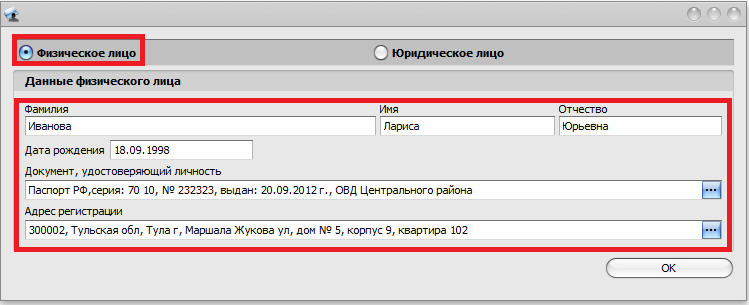 Физическое лицо Юридическое лицо
Данные физического лица
Фамилия Имя Отчество
Иванова Лариса Юрьевна
Дата рождения 18.09.1998
Документ, удостоверяющий личность
Паспорт РФ,серия: 70 10, № 232323, выдан: 20.09.2012 г., ОВД Центрального района
...
Адрес регистрации
300002, Тульская обл, Тула г, Маршала Жукова ул, дом № 5, корпус 9, квартира 102
...
OK